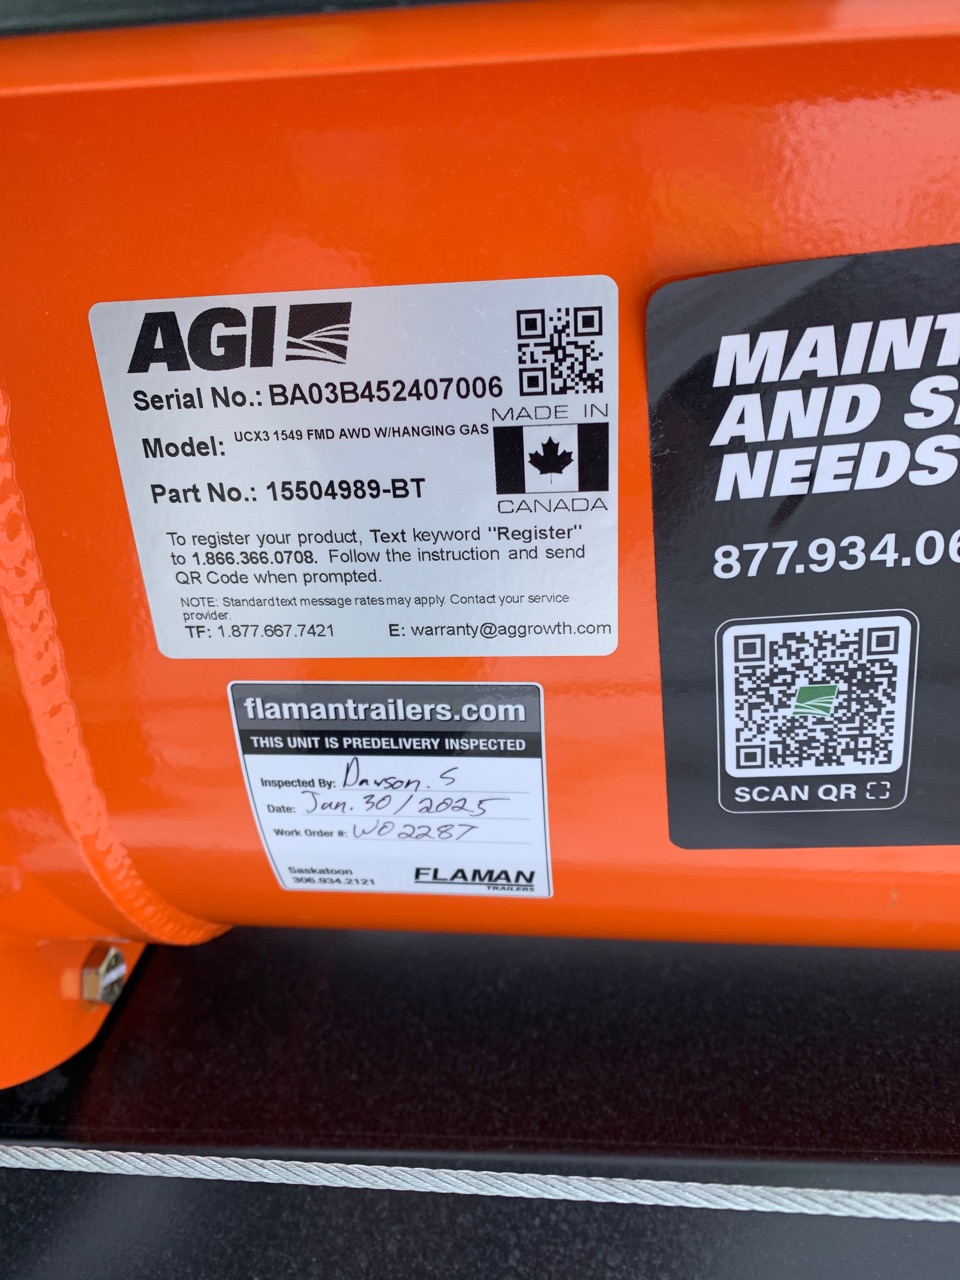 AGI
Serial No.: BA03B452407006
MADE IN
Model: UCX3 1549 FMD AWD W/HANGING GAS
Part No.: 15504989-BT
CANADA
To register your product, Text keyword "Register"
to 1.866.366.0708. Follow the instruction and send
QR Code when prompted.
NOTE: Standard text message rates may apply. Contact your service
provider.
TF: 1.877.667.7421 E: warranty@aggrowth.com
flamantrailers.com
THIS UNIT IS PREDELIVERY INSPECTED
Inspected By: Dawson. S
Date: Jan. 30/2025
Work Order #: WO2287
Saskatoon
306.934.2121
FLAMAN
TRAILERS
AND
NEEDS
877.934.06
SCAN QR